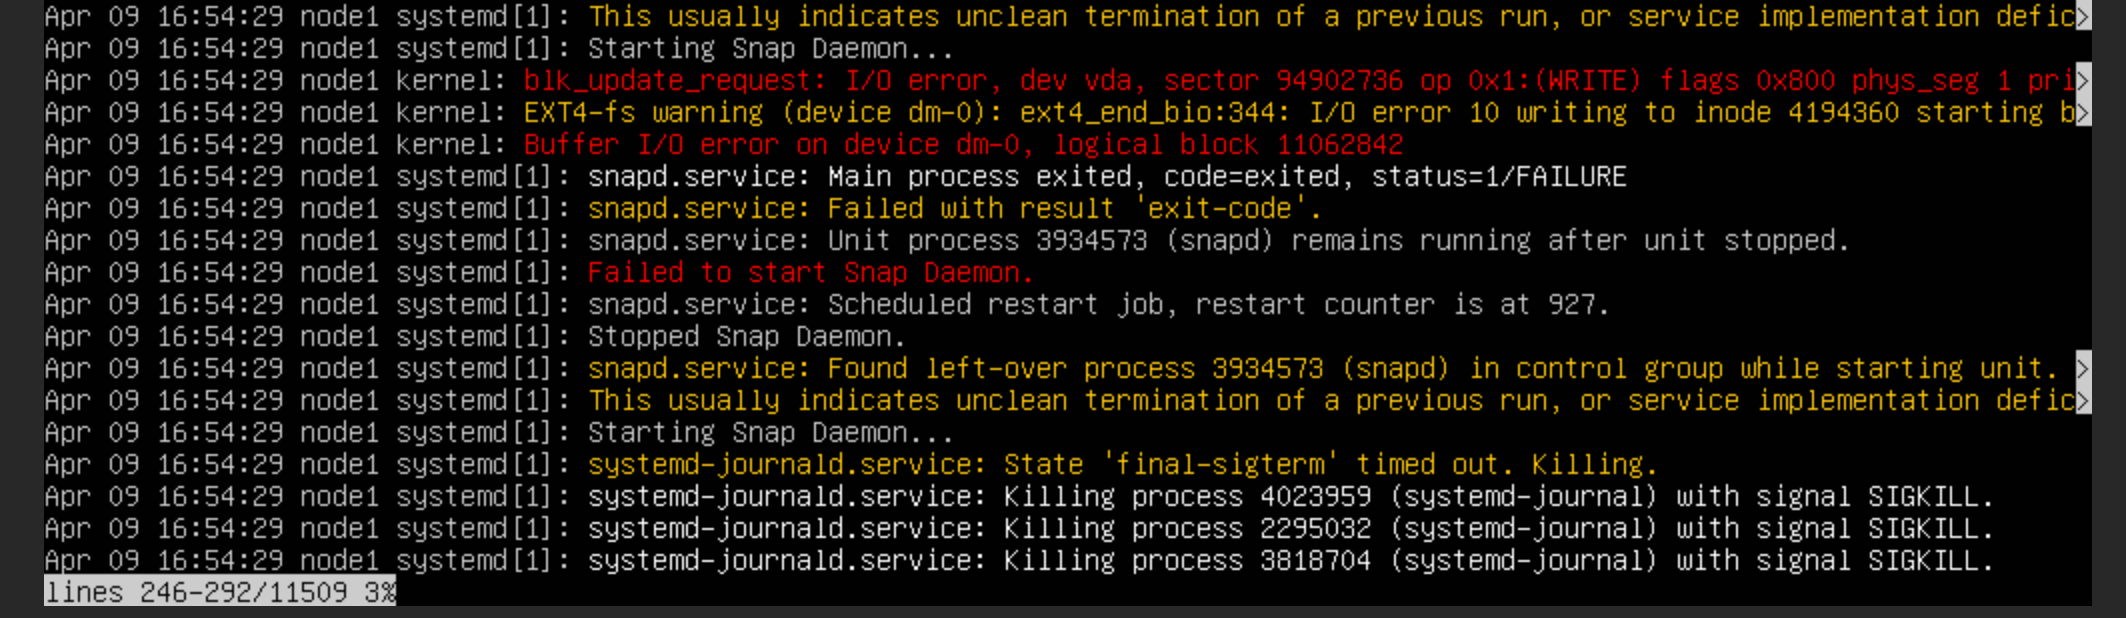 Apr 09 16:54:29 node1 systemd[1]: This usually indicates unclean termination of a previous run, or service implementation defic>
Apr 09 16:54:29 node1 systemd[1]: Starting Snap Daemon...
Apr 09 16:54:29 node1 kernel: blk_update_request: I/O error, dev vda, sector 94902736 op 0x1:(WRITE) flags 0x800 phys_seg 1 pri>
Apr 09 16:54:29 node1 kernel: EXT4-fs warning (device dm-0): ext4_end_bio:344: I/O error 10 writing to inode 4194360 starting b>
Apr 09 16:54:29 node1 kernel: Buffer I/O error on device dm-0, logical block 11062842
Apr 09 16:54:29 node1 systemd[1]: snapd.service: Main process exited, code=exited, status=1/FAILURE
Apr 09 16:54:29 node1 systemd[1]: snapd.service: Failed with result 'exit-code'.
Apr 09 16:54:29 node1 systemd[1]: snapd.service: Unit process 3934573 (snapd) remains running after unit stopped.
Apr 09 16:54:29 node1 systemd[1]: Failed to start Snap Daemon.
Apr 09 16:54:29 node1 systemd[1]: snapd.service: Scheduled restart job, restart counter is at 927.
Apr 09 16:54:29 node1 systemd[1]: Stopped Snap Daemon.
Apr 09 16:54:29 node1 systemd[1]: snapd.service: Found left-over process 3934573 (snapd) in control group while starting unit. >
Apr 09 16:54:29 node1 systemd[1]: This usually indicates unclean termination of a previous run, or service implementation defic>
Apr 09 16:54:29 node1 systemd[1]: Starting Snap Daemon...
Apr 09 16:54:29 node1 systemd[1]: systemd-journald.service: State 'final-sigterm' timed out. Killing.
Apr 09 16:54:29 node1 systemd[1]: systemd-journald.service: Killing process 4023959 (systemd-journal) with signal SIGKILL.
Apr 09 16:54:29 node1 systemd[1]: systemd-journald.service: Killing process 2295032 (systemd-journal) with signal SIGKILL.
Apr 09 16:54:29 node1 systemd[1]: systemd-journald.service: Killing process 3818704 (systemd-journal) with signal SIGKILL.
lines 246-292/11509 3%